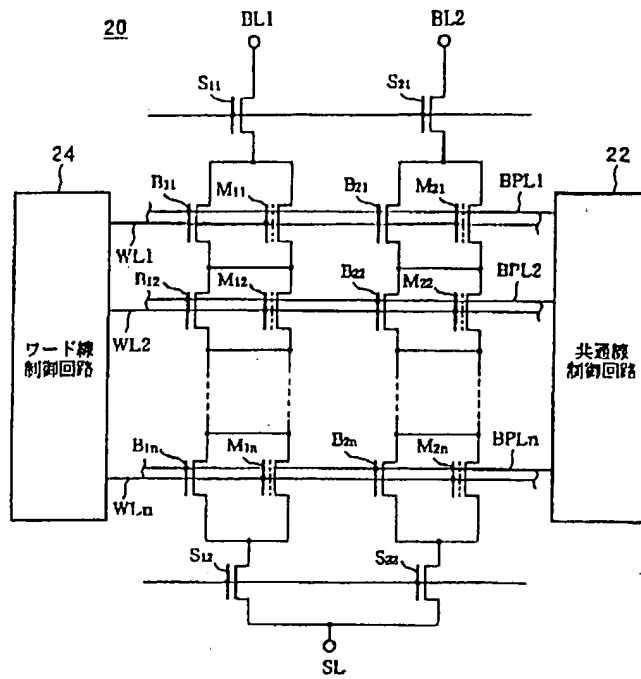 20
BL1 BL2
S11 S21
24 22
B11 M11 B21 M21 BPL1
WL1
B12 M12 B22 M22 BPL2
WL2
ワード線
制御回路
共通線
制御回路
B1n M1n B2n M2n BPLn
WLn
S12 S22
SL